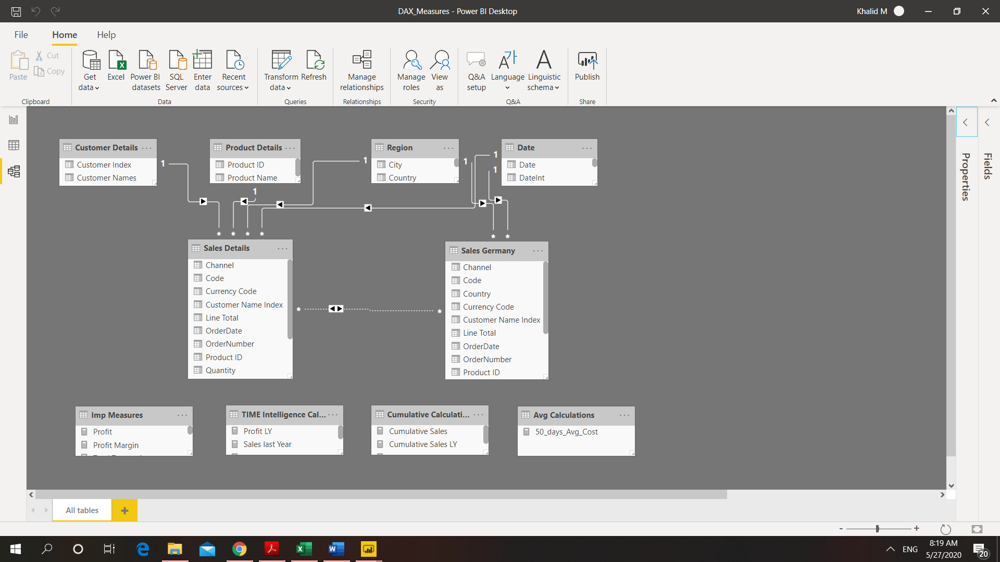 DAX_Measures - Power BI Desktop
Khalid M
File Home Help
Paste
Cut
Copy
Clipboard
Get data
Excel
Power BI datasets
SQL Server
Enter data
Recent sources
Data
Transform data
Refresh
Queries
Manage relationships
Relationships
Manage roles
View as
Security
Q&A setup
Language
Linguistic schema
Q&A
Publish
Share
Customer Details ...
Customer Index
Customer Names
Product Details ...
Product ID
Product Name
Region ...
City
Country
Date ...
Date
DateInt
1
1
1
1
1
1
* * * *
* *
Sales Details ...
Channel
Code
Currency Code
Customer Name Index
Line Total
OrderDate
OrderNumber
Product ID
Quantity
* *
Sales Germany ...
Channel
Code
Country
Currency Code
Customer Name Index
Line Total
OrderDate
OrderNumber
Product ID
Imp Measures ...
Profit
Profit Margin
TIME Intelligence Cal... ...
Profit LY
Sales last Year
Cumulative Calculati... ...
Cumulative Sales
Cumulative Sales LY
Avg Calculations ...
50_days_Avg_Cost
Properties
Fields
All tables
+
- +
ENG
8:19 AM
5/27/2020
20